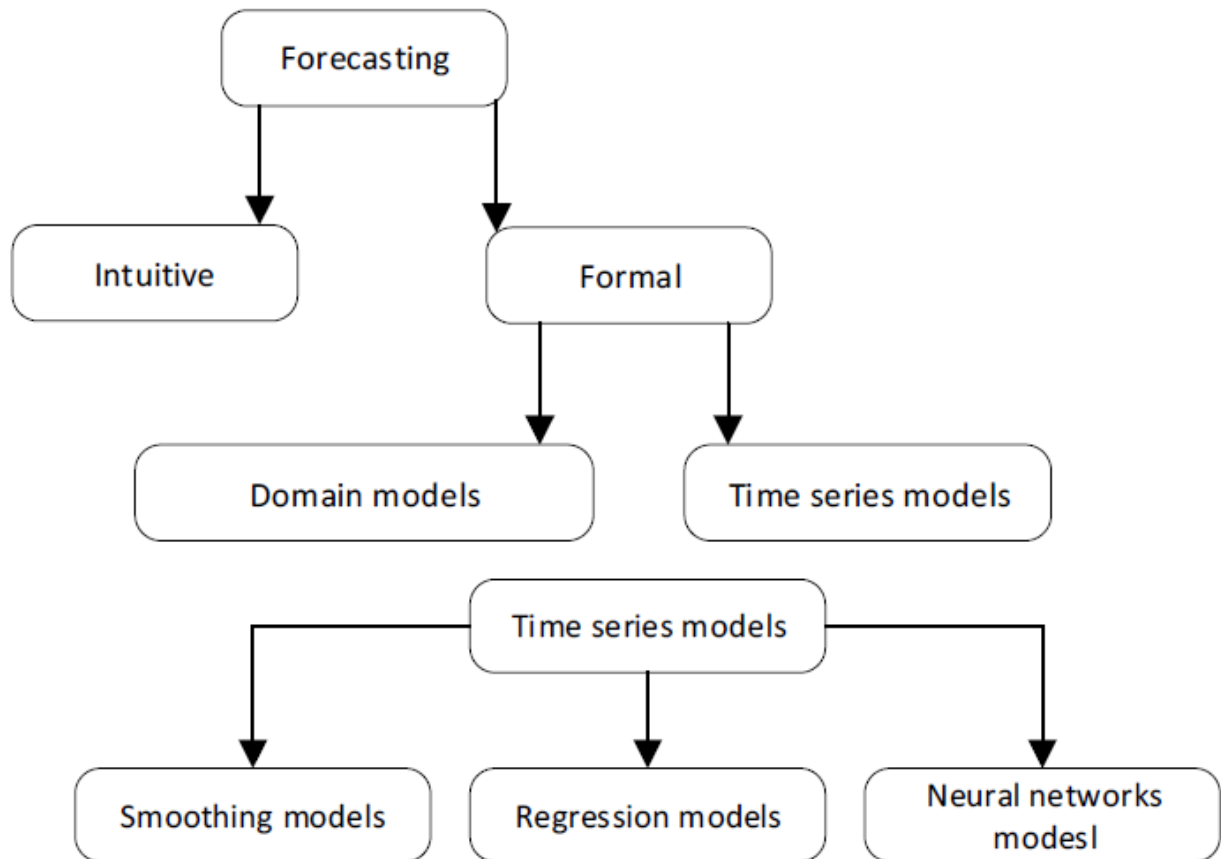 Forecasting
Intuitive
Formal
Domain models
Time series models
Time series models
Smoothing models
Regression models
Neural networks
modesl